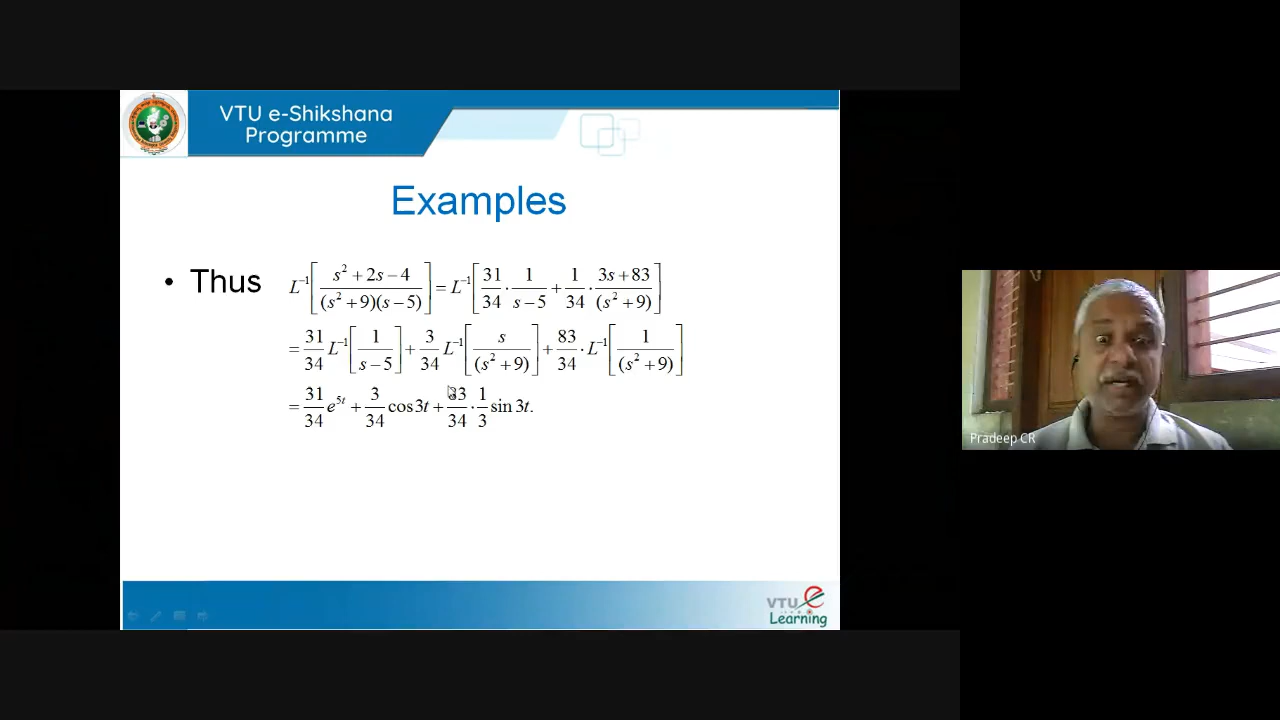 VTU e-Shikshana
Programme
Examples
• Thus L⁻¹[(s² + 2s − 4)/((s² + 9)(s − 5))] = L⁻¹[31/34 · 1/(s − 5) + 1/34 · (3s + 83)/(s² + 9)]
= 31/34 L⁻¹[1/(s − 5)] + 3/34 L⁻¹[s/(s² + 9)] + 83/34 · L⁻¹[1/(s² + 9)]
= 31/34 e⁵ᵗ + 3/34 cos 3t + 83/34 · 1/3 sin 3t.
Pradeep CR
VTU e
Learning